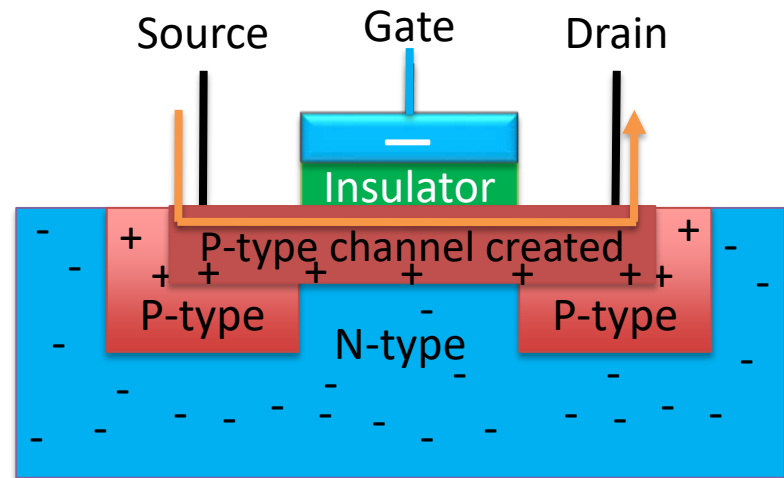 Source
Gate
Drain
Insulator
P-type channel created
P-type
P-type
N-type